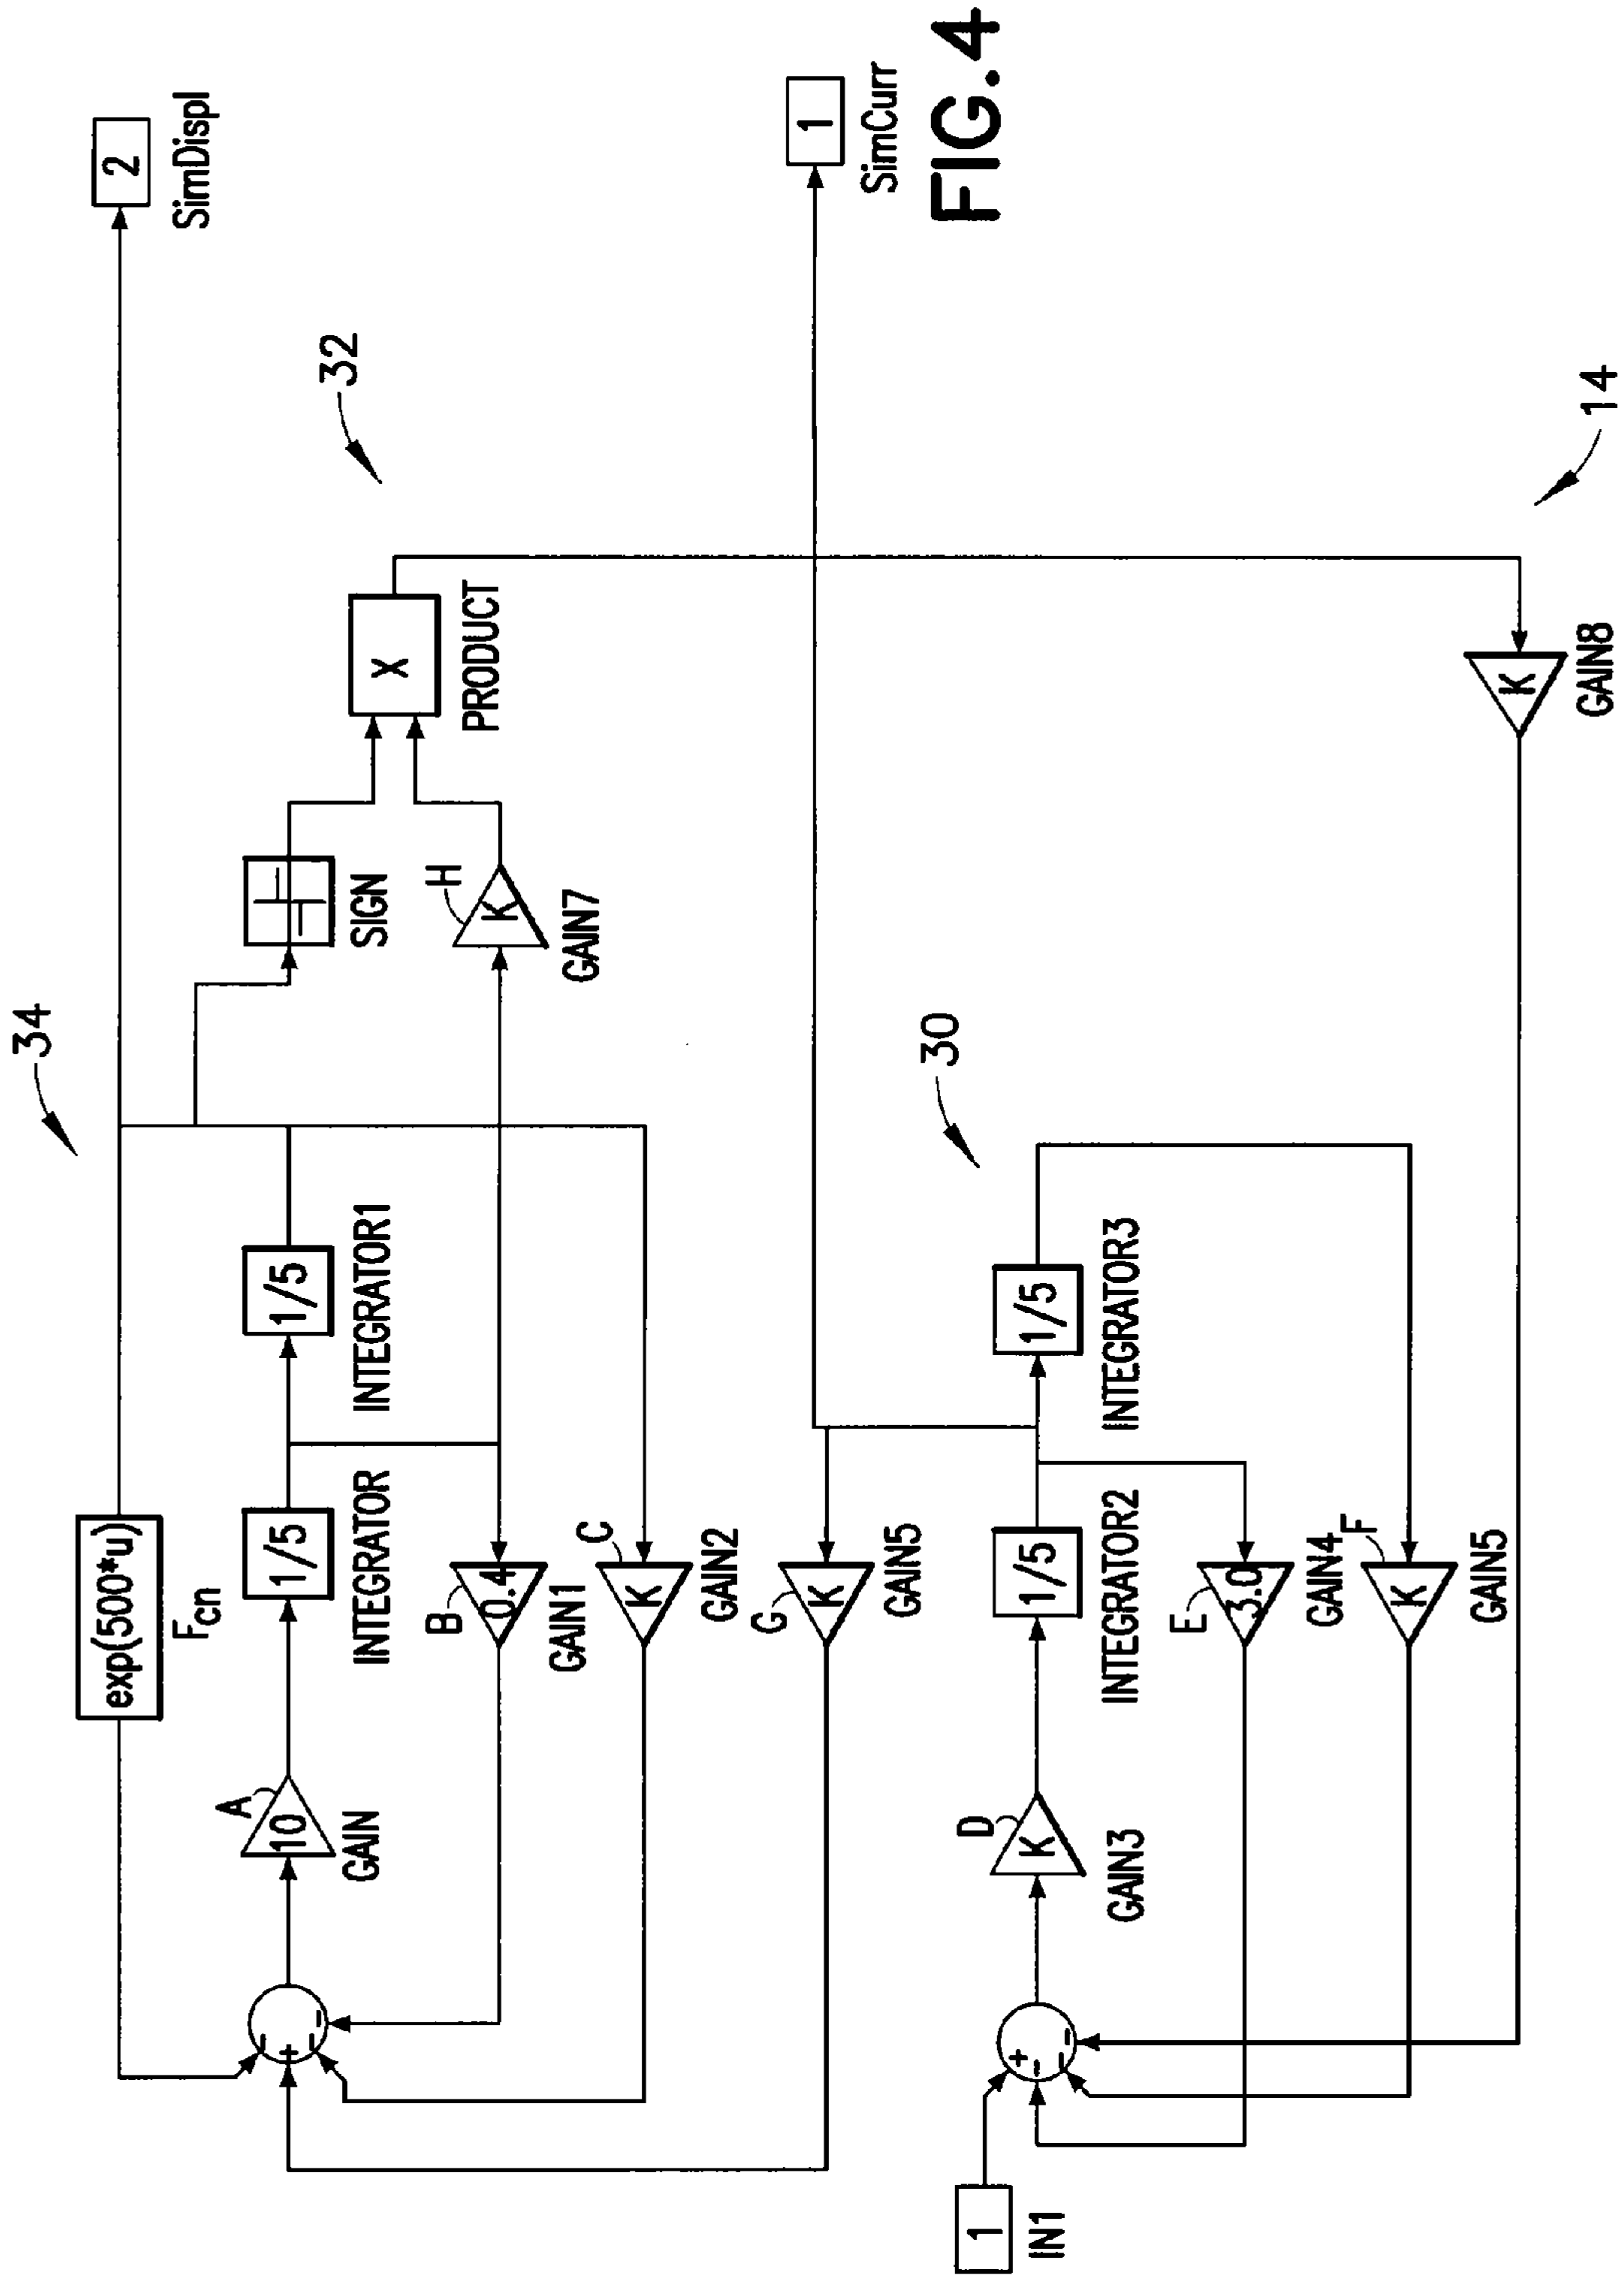 34
2
SimDispl
exp(500*u)
Fcn
32
A
10
GAIN
1/5
INTEGRATOR
1/5
INTEGRATOR1
SIGN
X
PRODUCT
B
0.4
GAIN1
H
K
GAIN7
C
K
GAIN2
G
K
GAIN5
1
SimCurr
30
FIG.4
1
IN1
D
K
GAIN3
1/5
INTEGRATOR2
1/5
INTEGRATOR3
E
3.0
GAIN4
F
K
GAIN5
K
GAIN8
14